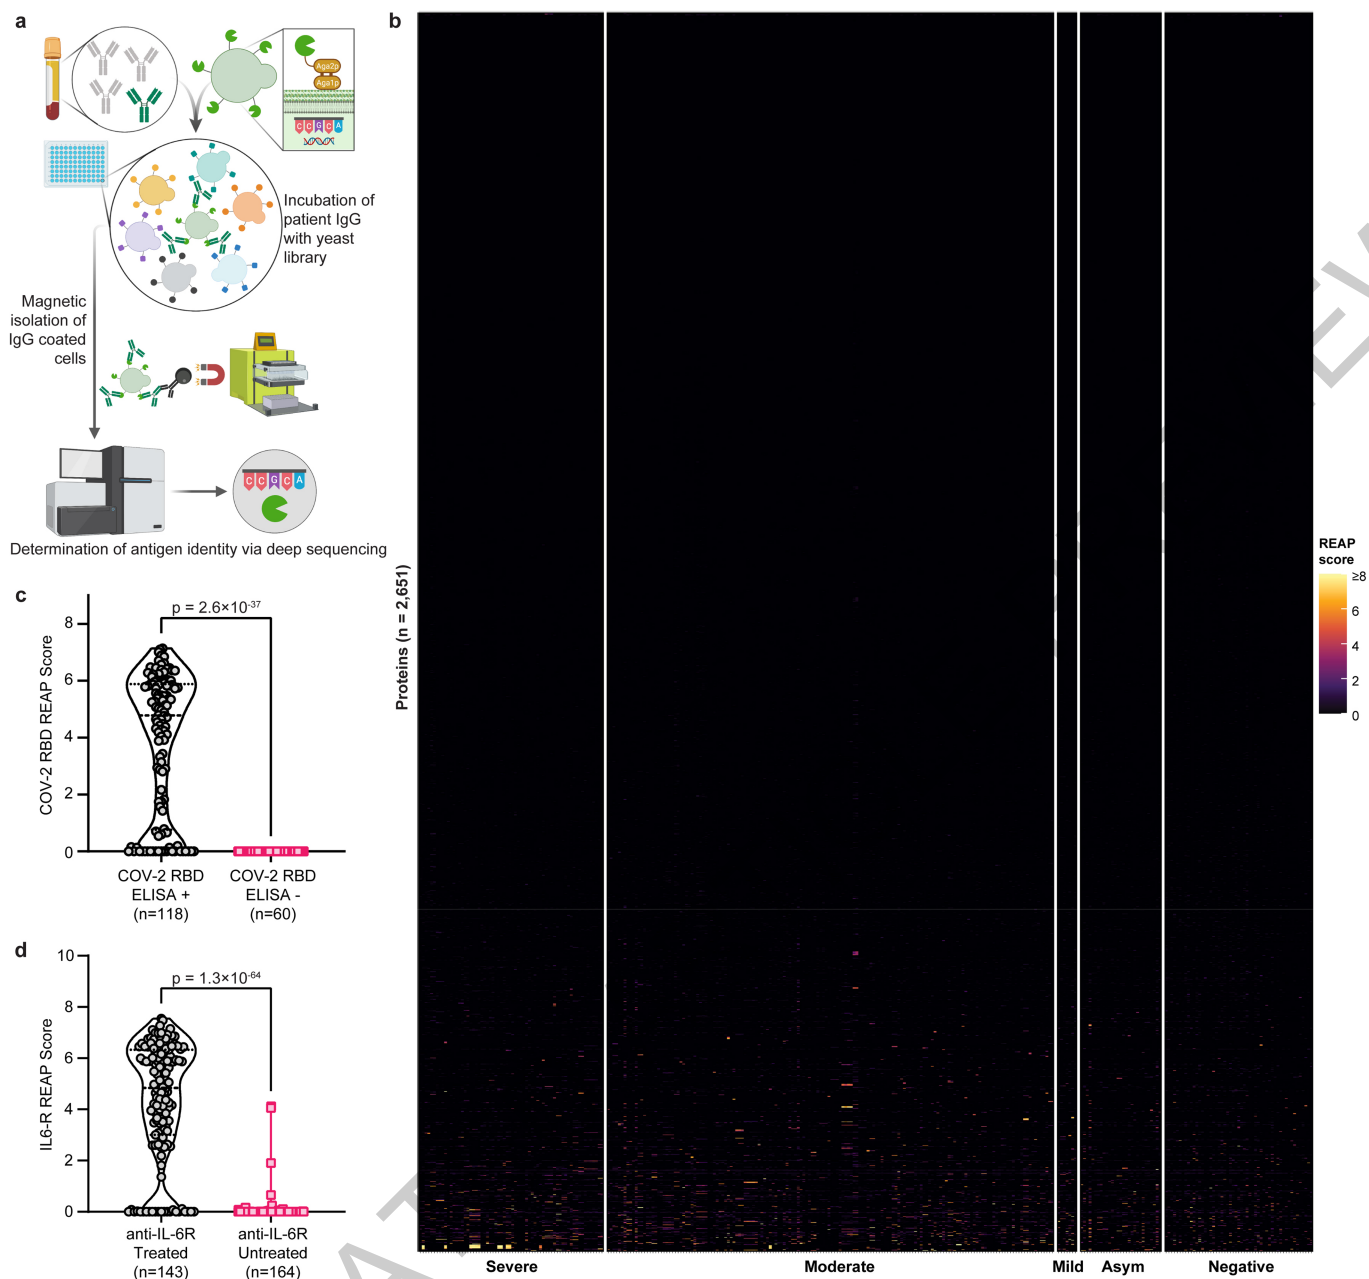 a
Aga2p
Aga1p
C C G C A
Incubation of
patient IgG
with yeast
library
Magnetic
isolation of
IgG coated
cells
C C G C A
Determination of antigen identity via deep sequencing
b
Proteins (n = 2,651)
Severe
Moderate
Mild
Asym
Negative
REAP
score
≥8
6
4
2
0
c
p = 2.6×10-37
COV-2 RBD REAP Score
8
6
4
2
0
COV-2 RBD
ELISA +
(n=118)
COV-2 RBD
ELISA -
(n=60)
d
p = 1.3×10-64
IL6-R REAP Score
10
8
6
4
2
0
anti-IL-6R
Treated
(n=143)
anti-IL-6R
Untreated
(n=164)